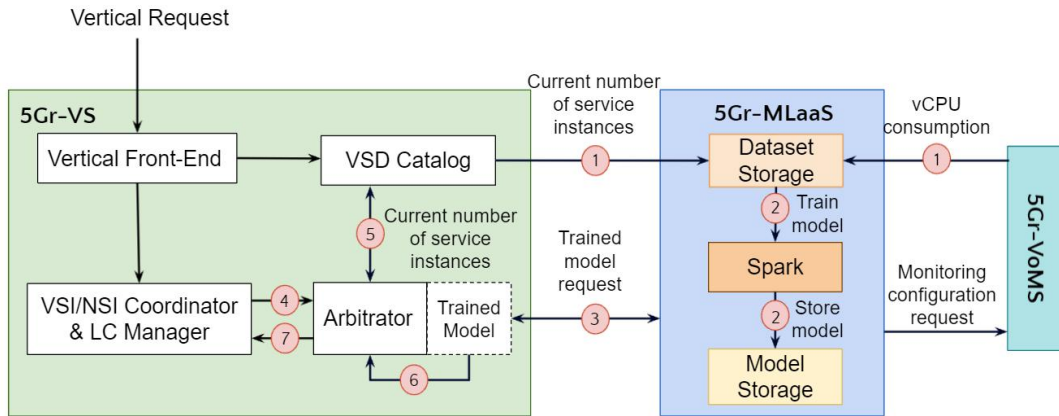 Vertical Request
5Gr-VS
Vertical Front-End
VSD Catalog
Current number
of service
instances
1
5Gr-MLaaS
Dataset
Storage
vCPU
consumption
1
5Gr-VoMS
2
Train
model
5
Current number
of service
instances
Trained
model
request
3
Spark
Monitoring
configuration
request
VSI/NSI Coordinator
& LC Manager
4
7
Arbitrator
Trained
Model
6
2
Store
model
Model
Storage